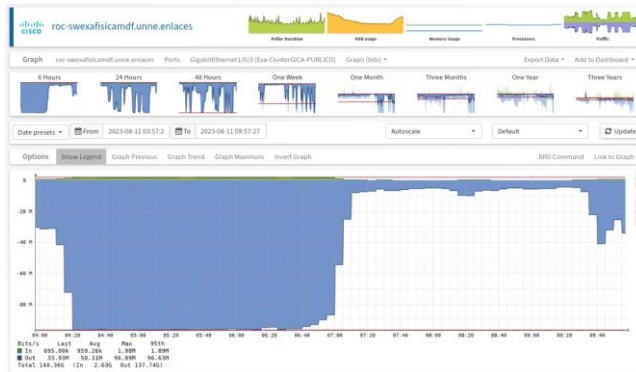 cisco
roc-swexafisicamdf.unne.enlaces
Poller Duration
FDB usage
Memory Usage
Processors
Traffic
Graph roc-swexafisicamdf.unne.enlaces Ports GigabitEthernet1/0/3 (Exa-ClusterGICA-PUBLICO) Graph (bits) Export Data Add to Dashboard
6 Hours 24 Hours 48 Hours One Week One Month Three Months One Year Three Years
Date presets From 2023-08-11 03:57:2 To 2023-08-11 09:57:27 Autoscale Default Update
Options Show Legend Graph Previous Graph Trend Graph Maximum Invert Graph RRD Command Link to Graph
0
-20 M
-40 M
-60 M
-80 M
04:00 04:20 04:40 05:00 05:20 05:40 06:00 06:20 06:40 07:00 07:20 07:40 08:00 08:20 08:40 09:00 09:20 09:40
Bits/s Last Avg Max 95th
In 695.00k 959.26k 1.98M 1.89M
Out 33.93M 50.31M 96.89M 96.63M
Total 140.36G (In 2.63G Out 137.74G)